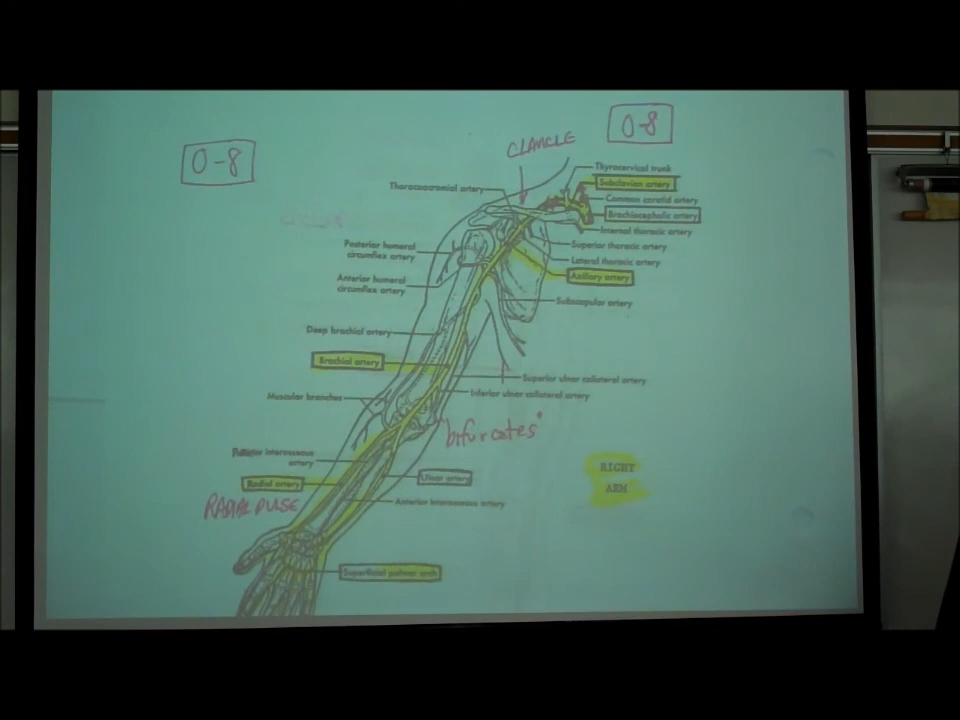 O-8
O-8
CLAVICLE
Thyrocervical trunk
Subclavian artery
Thoracoacromial artery
Common carotid artery
Brachiocephalic artery
Internal thoracic artery
Superior thoracic artery
Posterior humeral
circumflex artery
Lateral thoracic artery
Axillary artery
Anterior humeral
circumflex artery
Subscapular artery
Deep brachial artery
Brachial artery
Superior ulnar collateral artery
Inferior ulnar collateral artery
Muscular branches
"bifurcates"
Posterior interosseous
artery
RIGHT
ARM
Radial artery
Ulnar artery
RADIAL PULSE
Anterior interosseous artery
Superficial palmar arch